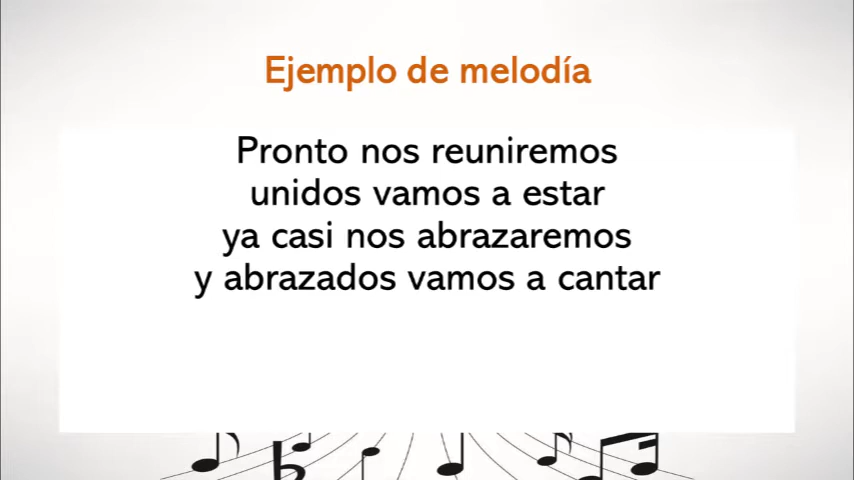 Ejemplo de melodía
Pronto nos reuniremos
unidos vamos a estar
ya casi nos abrazaremos
y abrazados vamos a cantar